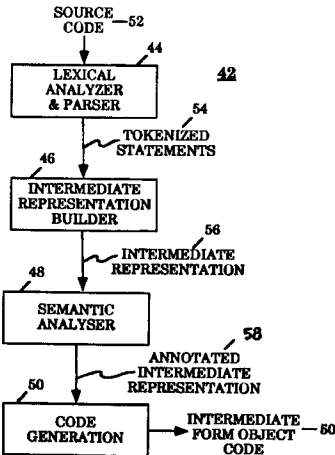 SOURCE
CODE 52
44
LEXICAL
ANALYZER
& PARSER
42
54
TOKENIZED
STATEMENTS
46
INTERMEDIATE
REPRESENTATION
BUILDER
56
INTERMEDIATE
REPRESENTATION
48
SEMANTIC
ANALYSER
58
ANNOTATED
INTERMEDIATE
REPRESENTATION
50
CODE
GENERATION
INTERMEDIATE
FORM OBJECT 60
CODE